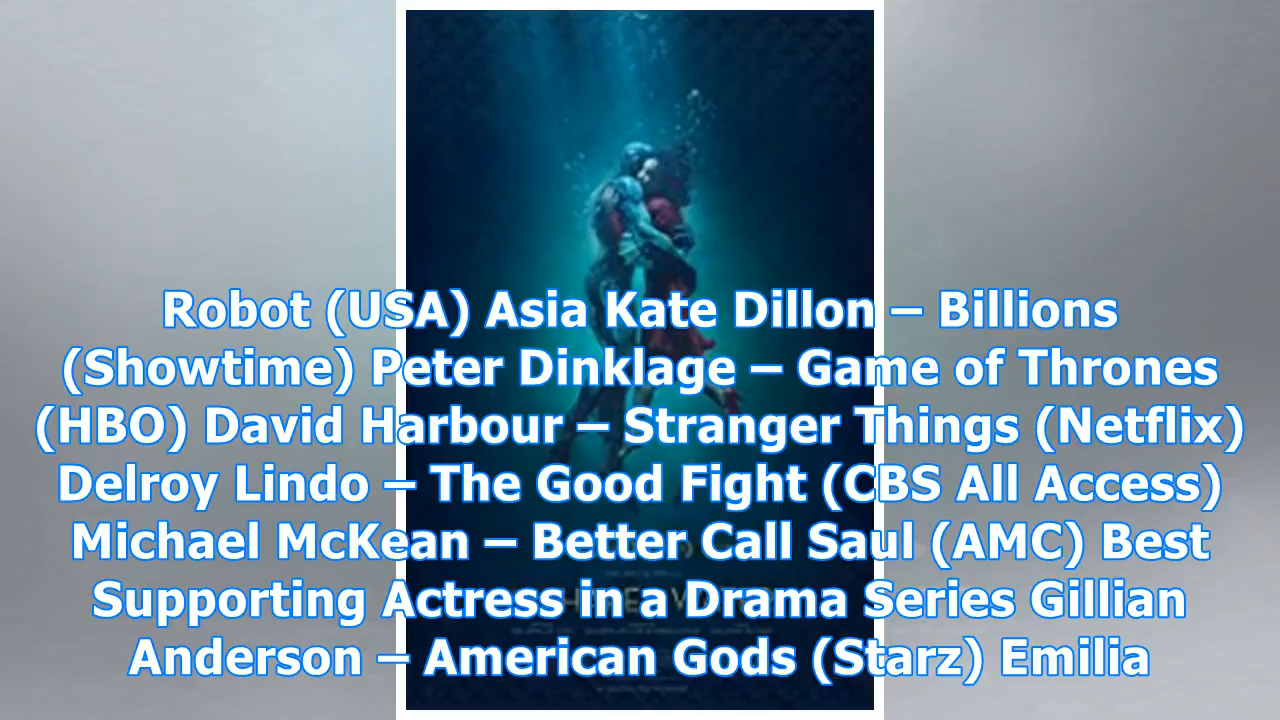 Robot (USA) Asia Kate Dillon – Billions
(Showtime) Peter Dinklage – Game of Thrones
(HBO) David Harbour – Stranger Things (Netflix)
Delroy Lindo – The Good Fight (CBS All Access)
Michael McKean – Better Call Saul (AMC) Best
Supporting Actress in a Drama Series Gillian
Anderson – American Gods (Starz) Emilia